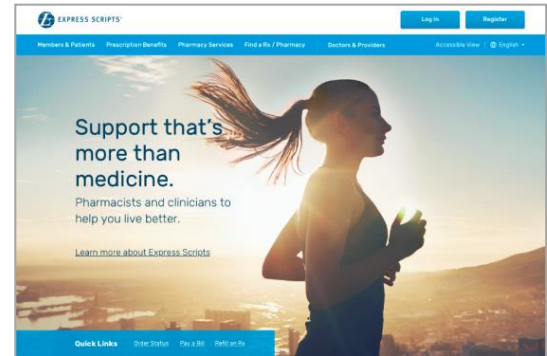 EXPRESS SCRIPTS®
Log In
Register
Members & Patients
Prescription Benefits
Pharmacy Services
Find a Rx / Pharmacy
Doctors & Providers
Accessible View | English
Support that's
more than
medicine.
Pharmacists and clinicians to
help you live better.
Learn more about Express Scripts
Quick Links
Order Status
Pay a Bill
Refill an Rx